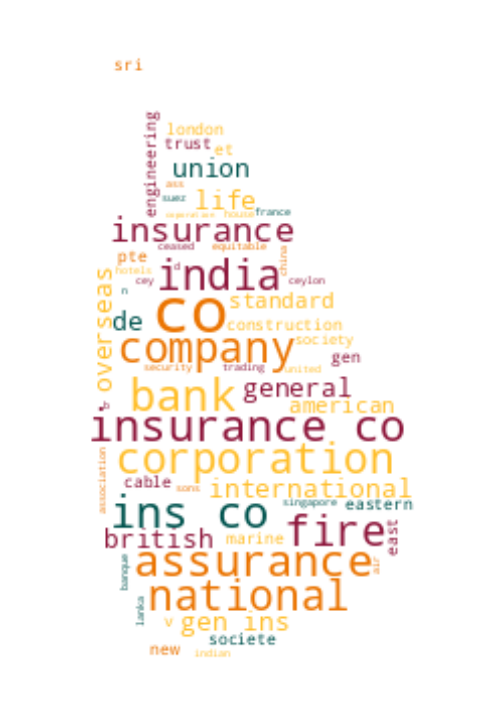 sri
engineering
london
trust et
union
ass
suez life
house france
insurance
ceased equitable
pte india china
hotels
cey d ceylon
overseas n co standard
de construction
company society
gen
security trading united
bank general
b american
insurance co
corporation
association cable sons international
ins co singapore eastern
british marine fire east
banque assurance air
lanka national
v gen ins
societe
new indian